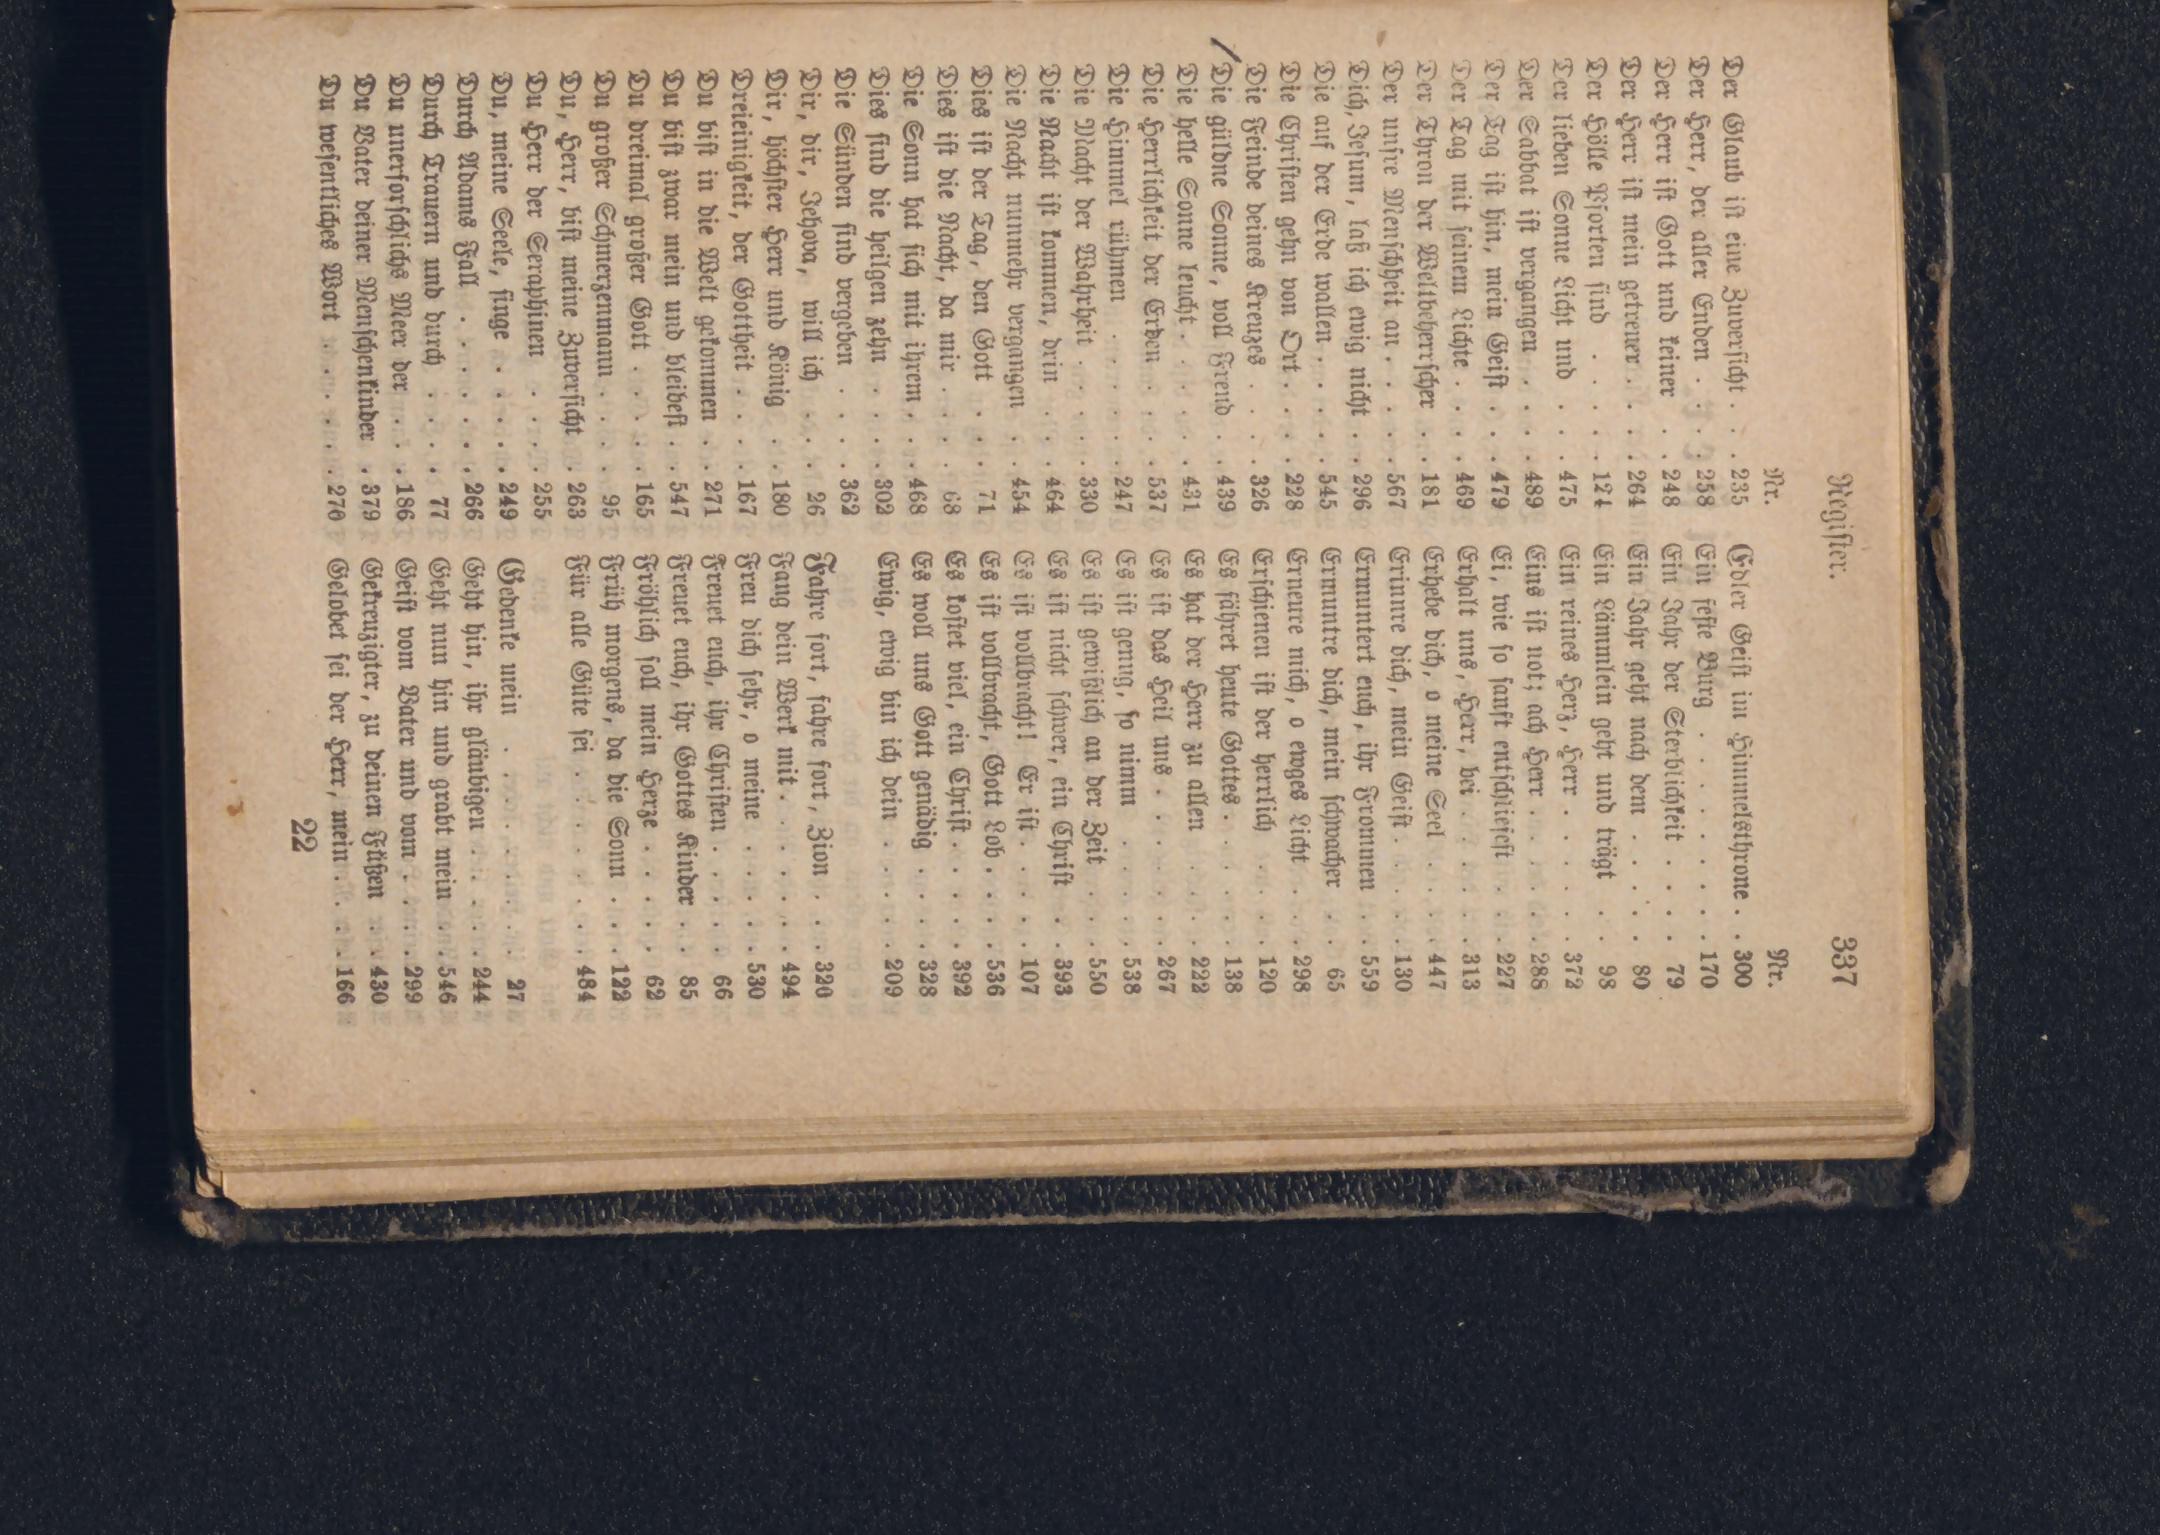 Register. 337
Nr.
Der Glaub ist eine Zuversicht . . 235
Der Herr, der aller Enden . . . 258
Der Herr ist Gott und keiner . . 248
Der Herr ist mein getreuer . . . 264
Der Hölle Pforten sind . . . . 124
Der lieben Sonne Licht und . . 475
Der Sabbat ist vergangen . . . 489
Der Tag ist hin, mein Geist . . 479
Der Tag mit seinem Lichte . . . 469
Der Thron der Weltbeherrscher . . 181
Der unsre Menschheit an . . . . 567
Dich, Jesum, laß ich ewig nicht . . 296
Die auf der Erde wallen . . . . 545
Die Christen gehn von Ort . . . 228
Die Feinde deines Kreuzes . . . 326
Die güldne Sonne, voll Freud . . 439
Die helle Sonne leucht . . . . . 431
Die Herrlichkeit der Erden . . . 537
Die Himmel rühmen . . . . . 247
Die Macht der Wahrheit . . . . 330
Die Nacht ist kommen, drin . . . 464
Die Nacht nunmehr vergangen . . 454
Dies ist der Tag, den Gott . . . 71
Dies ist die Nacht, da mir . . . 68
Die Sonn hat sich mit ihrem . . . 468
Dies sind die heilgen zehn . . . 302
Die Sünden sind vergeben . . . . 362
Dir, dir, Jehova, will ich . . . 26
Dir, höchster Herr und König . . 180
Dreieinigkeit, der Gottheit . . . . 167
Du bist in die Welt gekommen . . 271
Du bist zwar mein und bleibest . . 547
Du dreimal großer Gott . . . . 165
Du großer Schmerzenmann . . . . 95
Du, Herr, bist meine Zuversicht . . 263
Du Herr der Seraphinen . . . . 255
Du, meine Seele, singe . . . . . 249
Durch Adams Fall . . . . . . 266
Durch Trauern und durch . . . . 77
Du unerforschlichs Meer der . . . 186
Du Vater deiner Menschenkinder . 379
Du wesentliches Wort . . . . . 270
Nr.
Edler Geist im Himmelsthrone . . 300
Ein feste Burg . . . . . . . 170
Ein Jahr der Sterblichkeit . . . 79
Ein Jahr geht nach dem . . . . 80
Ein Lämmlein geht und trägt . . 98
Ein reines Herz, Herr . . . . . 372
Eins ist not; ach Herr . . . . . 288
Ei, wie so sanft entschliefest . . . 227
Erhalt uns, Herr, bei . . . . . 313
Erhebe dich, o meine Seel . . . . 447
Erinnre dich, mein Geist . . . . 130
Ermuntert euch, ihr Frommen . . 559
Ermuntre dich, mein schwacher . . 65
Erneure mich, o ewges Licht . . . 298
Erschienen ist der herrlich . . . . 120
Es fähret heute Gottes . . . . . 138
Es hat der Herr zu allen . . . . 222
Es ist das Heil uns . . . . . . 267
Es ist genug, so nimm . . . . . 538
Es ist gewißlich an der Zeit . . . 550
Es ist nicht schwer, ein Christ . . 393
Es ist vollbracht! Er ist . . . . 107
Es ist vollbracht, Gott Lob . . . . 536
Es kostet viel, ein Christ . . . . . 392
Es woll uns Gott genädig . . . . 328
Ewig, ewig bin ich dein . . . . . 209
Fahre fort, fahre fort, Zion . . . 320
Fang dein Werk mit . . . . . . 494
Freu dich sehr, o meine . . . . . 530
Freuet euch, ihr Christen . . . . . 66
Freuet euch, ihr Gottes Kinder . . 85
Fröhlich soll mein Herze . . . . . 62
Früh morgens, da die Sonn . . . 122
Für alle Güte sei . . . . . . . 484
Gedenke mein . . . . . . . 27
Geht hin, ihr gläubigen . . . . . 244
Geht nun hin und grabt mein . . . 546
Geist vom Vater und vom . . . . 299
Gekreuzigter, zu deinen Füßen . . . 430
Gelobet sei der Herr, mein . . . . 166
22